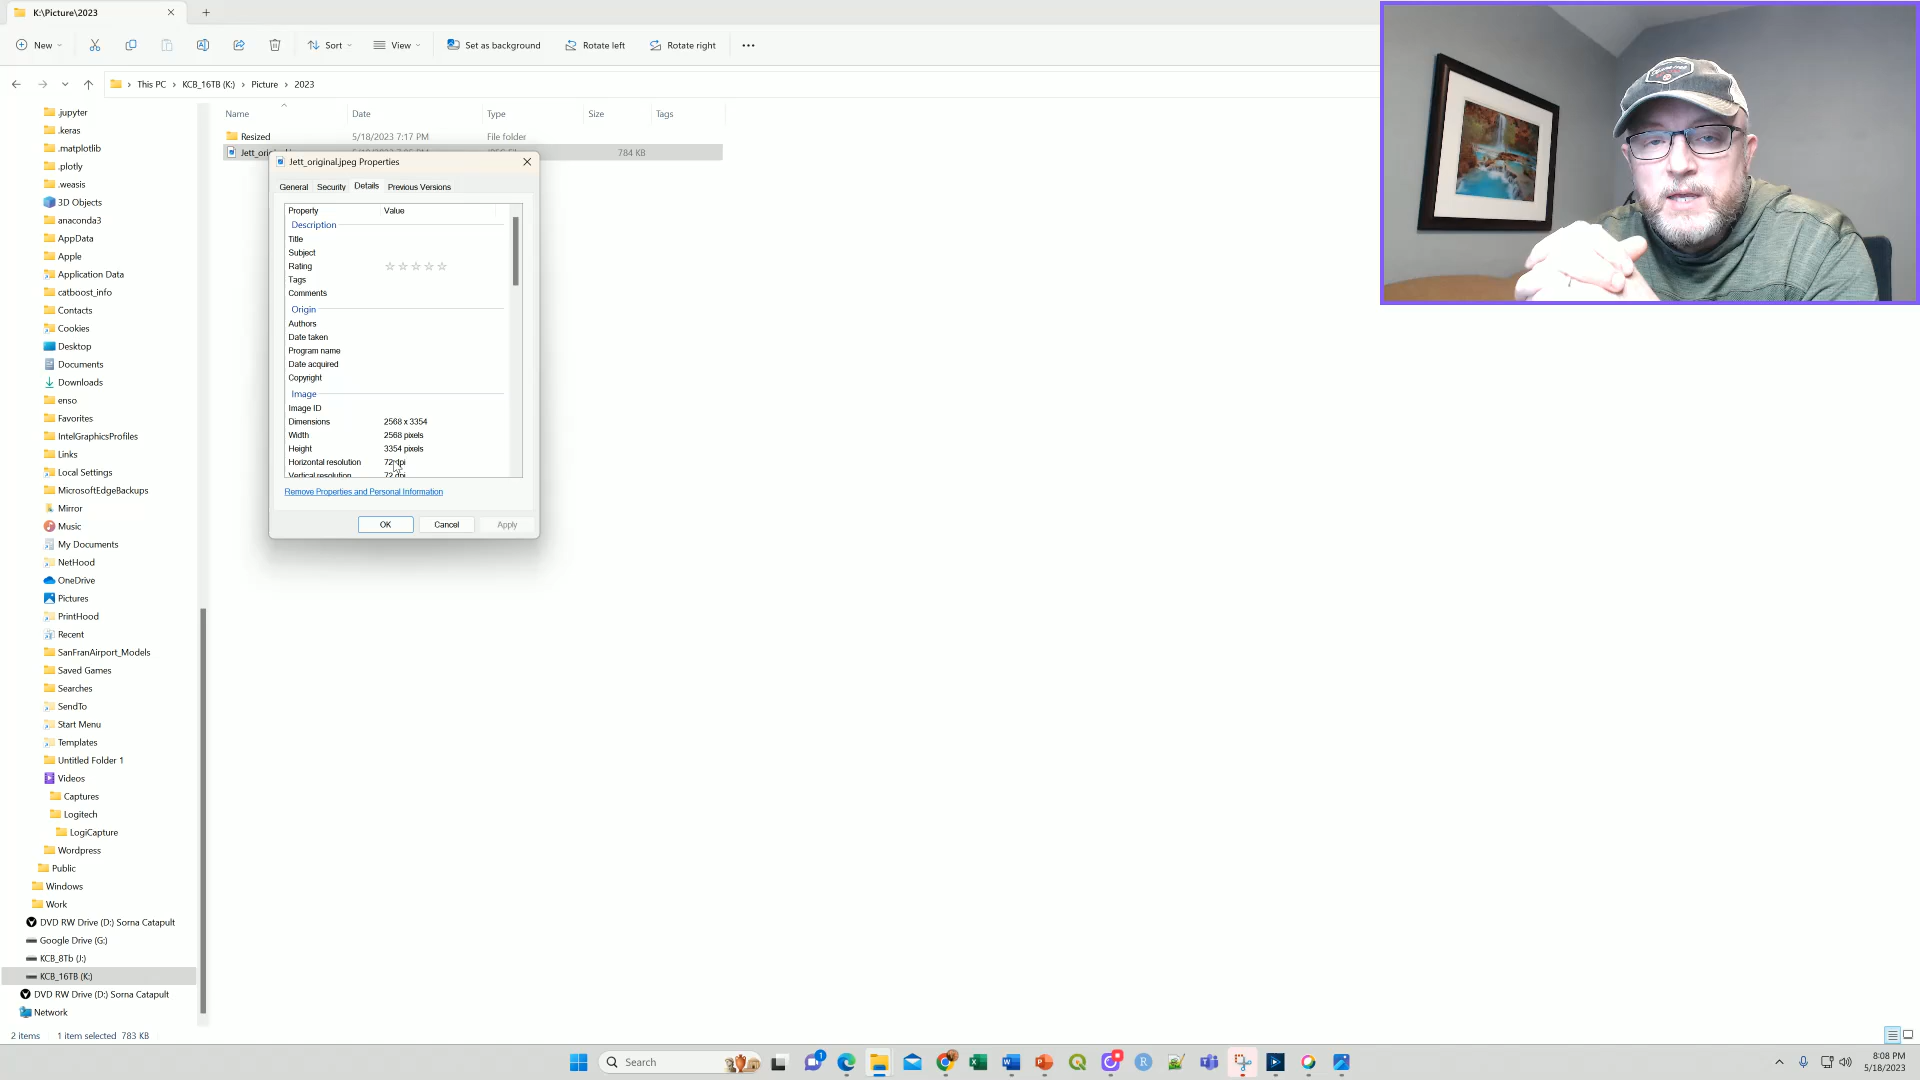 K:\Picture\2023
New
Sort
View
Set as background
Rotate left
Rotate right
This PC > KCB_16TB (K:) > Picture > 2023
Name Date Type Size Tags
Resized 5/18/2023 7:17 PM File folder
784 KB
Jett_original.jpeg Properties
General Security Details Previous Versions
Property Value
Description
Title
Subject
Rating
Tags
Comments
Origin
Authors
Date taken
Program name
Date acquired
Copyright
Image
Image ID
Dimensions 2568 x 3354
Width 2568 pixels
Height 3354 pixels
Horizontal resolution 72 dpi
Vertical resolution 72 dpi
Remove Properties and Personal Information
OK Cancel Apply
.jupyter
.keras
.matplotlib
.plotly
.weasis
3D Objects
anaconda3
AppData
Apple
Application Data
catboost_info
Contacts
Cookies
Desktop
Documents
Downloads
enso
Favorites
IntelGraphicsProfiles
Links
Local Settings
MicrosoftEdgeBackups
Mirror
Music
My Documents
NetHood
OneDrive
Pictures
PrintHood
Recent
SanFranAirport_Models
Saved Games
Searches
SendTo
Start Menu
Templates
Untitled Folder 1
Videos
Captures
Logitech
LogiCapture
Wordpress
Public
Windows
Work
DVD RW Drive (D:) Sorna Catapult
Google Drive (G:)
KCB_8Tb (J:)
KCB_16TB (K:)
DVD RW Drive (D:) Sorna Catapult
Network
2 items 1 item selected 783 KB
Search
1
8:08 PM
5/18/2023